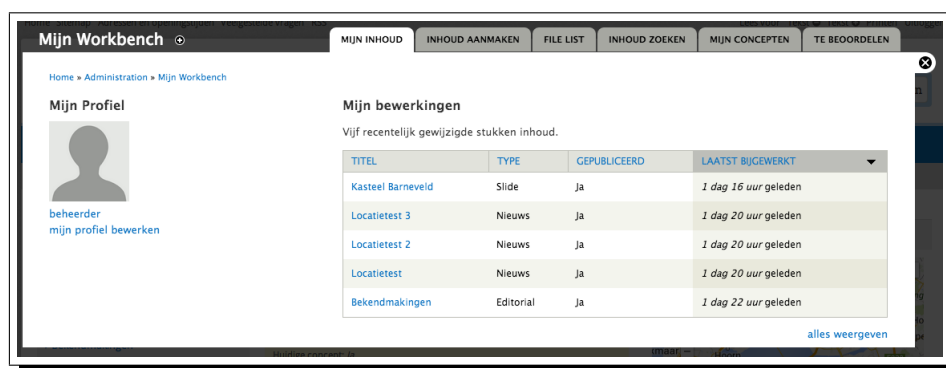 Mijn Workbench
MIJN INHOUD INHOUD AANMAKEN FILE LIST INHOUD ZOEKEN MIJN CONCEPTEN TE BEOORDELEN
Home » Administration » Mijn Workbench
Mijn Profiel
beheerder
mijn profiel bewerken
Mijn bewerkingen
Vijf recentelijk gewijzigde stukken inhoud.
TITEL TYPE GEPUBLICEERD LAATST BIJGEWERKT
Kasteel Barneveld Slide Ja 1 dag 16 uur geleden
Locatietest 3 Nieuws Ja 1 dag 20 uur geleden
Locatietest 2 Nieuws Ja 1 dag 20 uur geleden
Locatietest Nieuws Ja 1 dag 20 uur geleden
Bekendmakingen Editorial Ja 1 dag 22 uur geleden
alles weergeven
Huidige concept: Ja
Hoorn